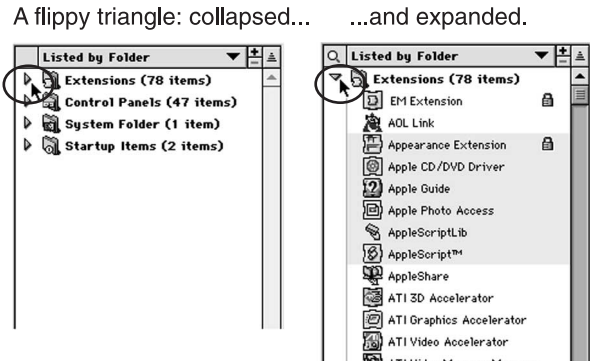 A flippy triangle: collapsed... ...and expanded.
Listed by Folder
Extensions (78 items)
Control Panels (47 items)
System Folder (1 item)
Startup Items (2 items)
Listed by Folder
Extensions (78 items)
EM Extension
AOL Link
Appearance Extension
Apple CD/DVD Driver
Apple Guide
Apple Photo Access
AppleScriptLib
AppleScript™
AppleShare
ATI 3D Accelerator
ATI Graphics Accelerator
ATI Video Accelerator